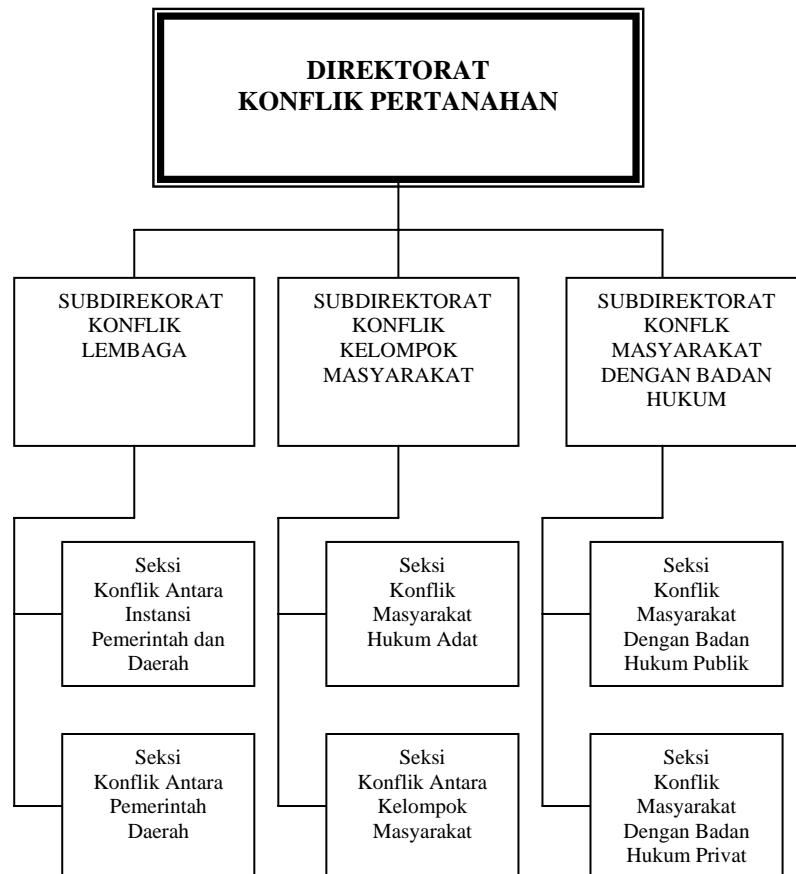 DIREKTORAT
KONFLIK PERTANAHAN
SUBDIREKORAT
KONFLIK
LEMBAGA
SUBDIREKTORAT
KONFLIK
KELOMPOK
MASYARAKAT
SUBDIREKTORAT
KONFLK
MASYARAKAT
DENGAN BADAN
HUKUM
Seksi
Konflik Antara
Instansi
Pemerintah dan
Daerah
Seksi
Konflik
Masyarakat
Hukum Adat
Seksi
Konflik
Masyarakat
Dengan Badan
Hukum Publik
Seksi
Konflik Antara
Pemerintah
Daerah
Seksi
Konflik Antara
Kelompok
Masyarakat
Seksi
Konflik
Masyarakat
Dengan Badan
Hukum Privat